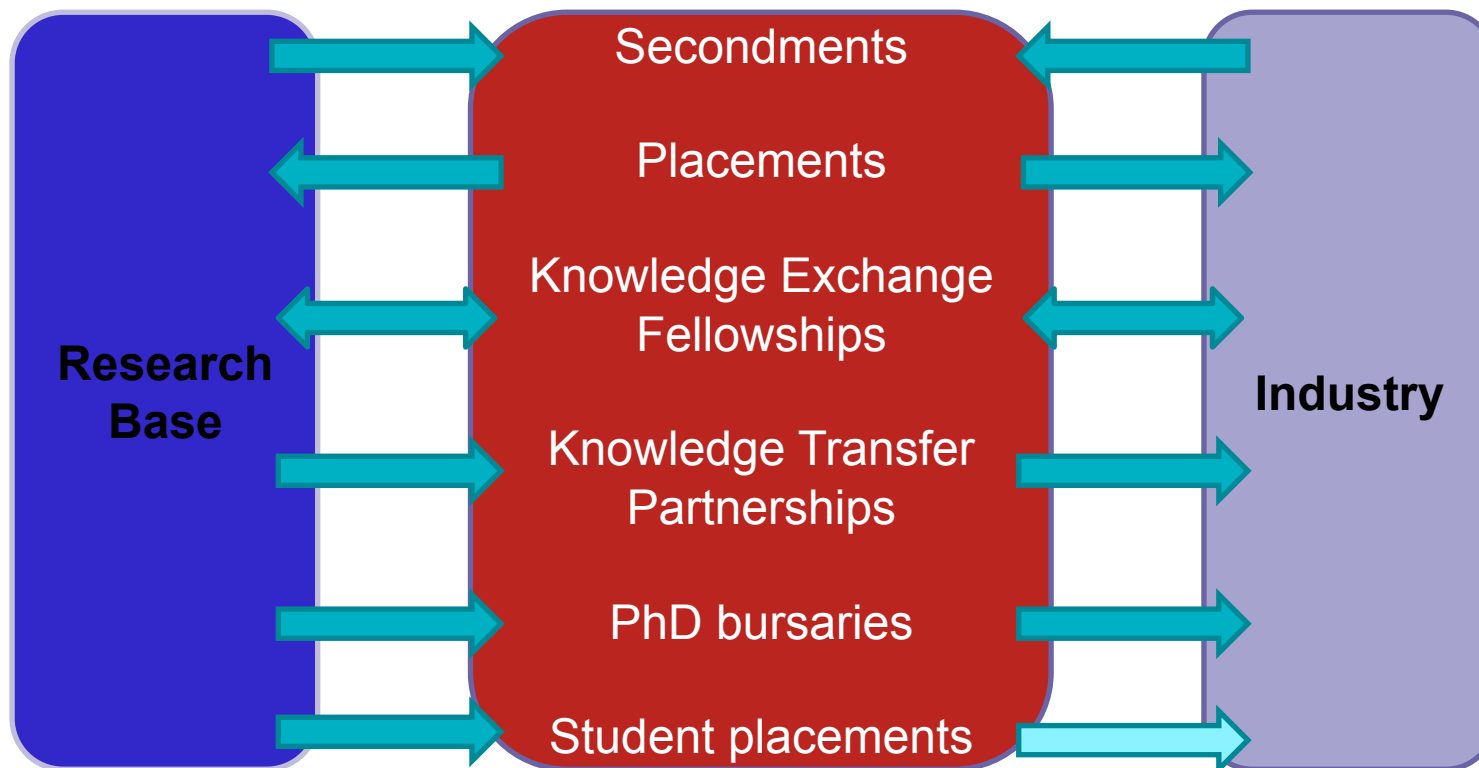 Secondments
Placements
Knowledge Exchange
Fellowships
Research
Base
Industry
Knowledge Transfer
Partnerships
PhD bursaries
Student placements